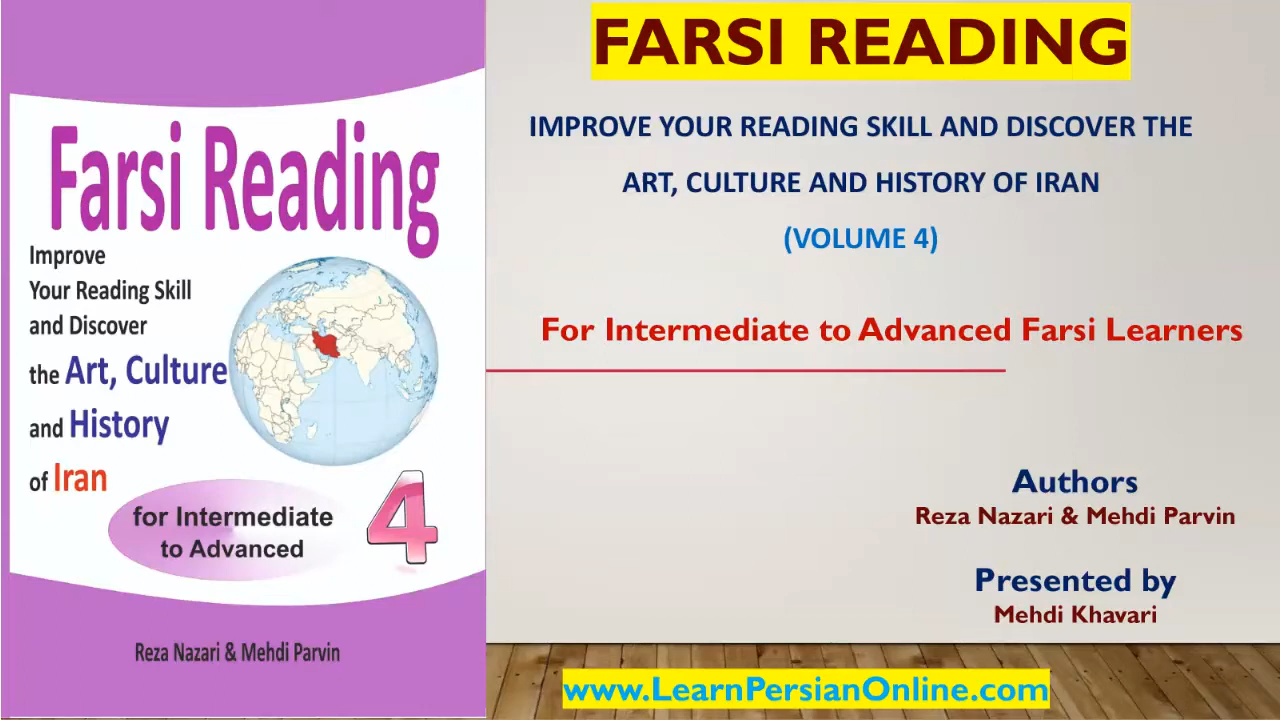 Farsi Reading
Improve
Your Reading Skill
and Discover
the Art, Culture
and History
of Iran
for Intermediate
to Advanced
4
Reza Nazari & Mehdi Parvin
FARSI READING
IMPROVE YOUR READING SKILL AND DISCOVER THE
ART, CULTURE AND HISTORY OF IRAN
(VOLUME 4)
For Intermediate to Advanced Farsi Learners
Authors
Reza Nazari & Mehdi Parvin
Presented by
Mehdi Khavari
www.LearnPersianOnline.com